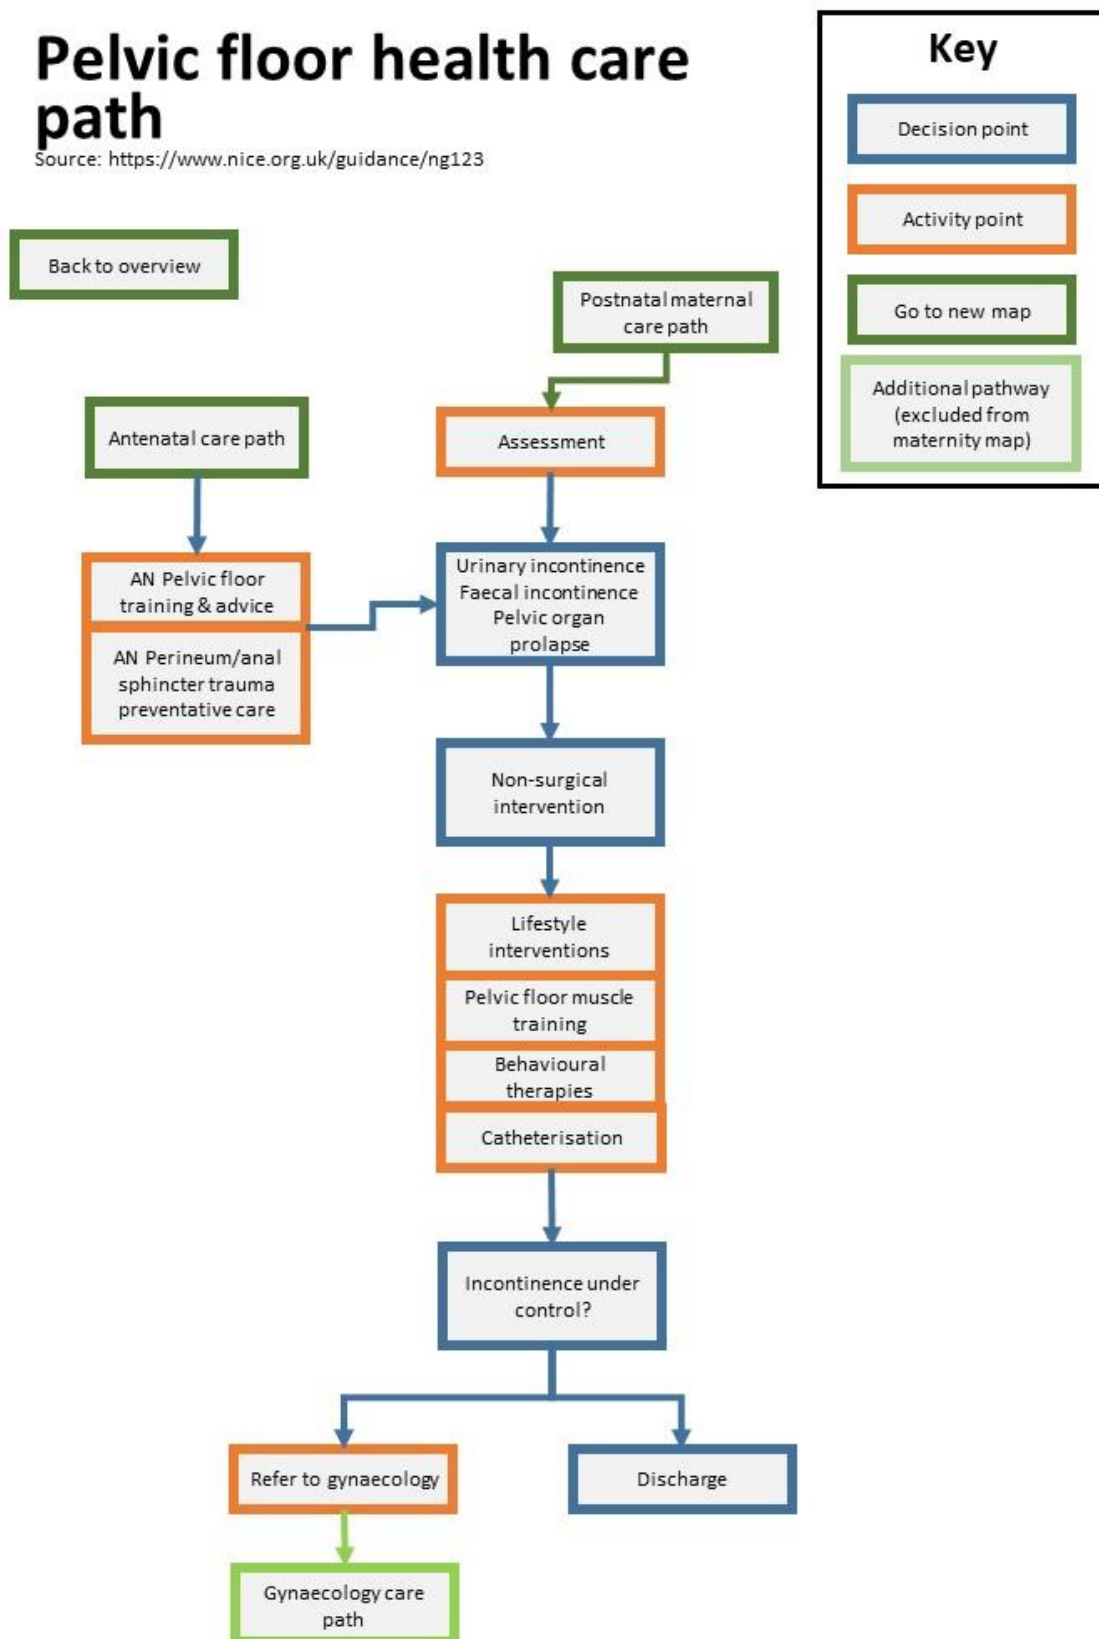 Pelvic floor health care
path
Source: https://www.nice.org.uk/guidance/ng123
Key
Decision point
Activity point
Go to new map
Additional pathway
(excluded from
maternity map)
Back to overview
Postnatal maternal
care path
Antenatal care path
Assessment
AN Pelvic floor
training & advice
AN Perineum/anal
sphincter trauma
preventative care
Urinary incontinence
Faecal incontinence
Pelvic organ
prolapse
Non-surgical
intervention
Lifestyle
interventions
Pelvic floor muscle
training
Behavioural
therapies
Catheterisation
Incontinence under
control?
Refer to gynaecology
Discharge
Gynaecology care
path